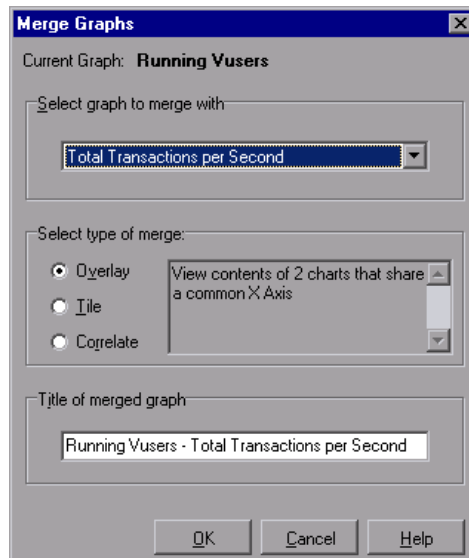 Merge Graphs
Current Graph: Running Vusers
Select graph to merge with
Total Transactions per Second
Select type of merge:
Overlay
Tile
Correlate
View contents of 2 charts that share
a common X Axis
Title of merged graph
Running Vusers - Total Transactions per Second
OK Cancel Help